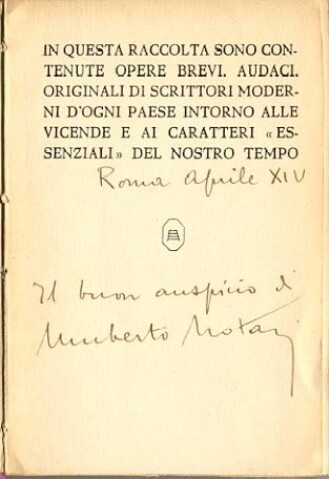 IN QUESTA RACCOLTA SONO CON-
TENUTE OPERE BREVI, AUDACI,
ORIGINALI DI SCRITTORI MODER-
NI D'OGNI PAESE INTORNO ALLE
VICENDE E AI CARATTERI «ES-
SENZIALI» DEL NOSTRO TEMPO
Roma Aprile XIV
Il buon auspicio di
Umberto Notari